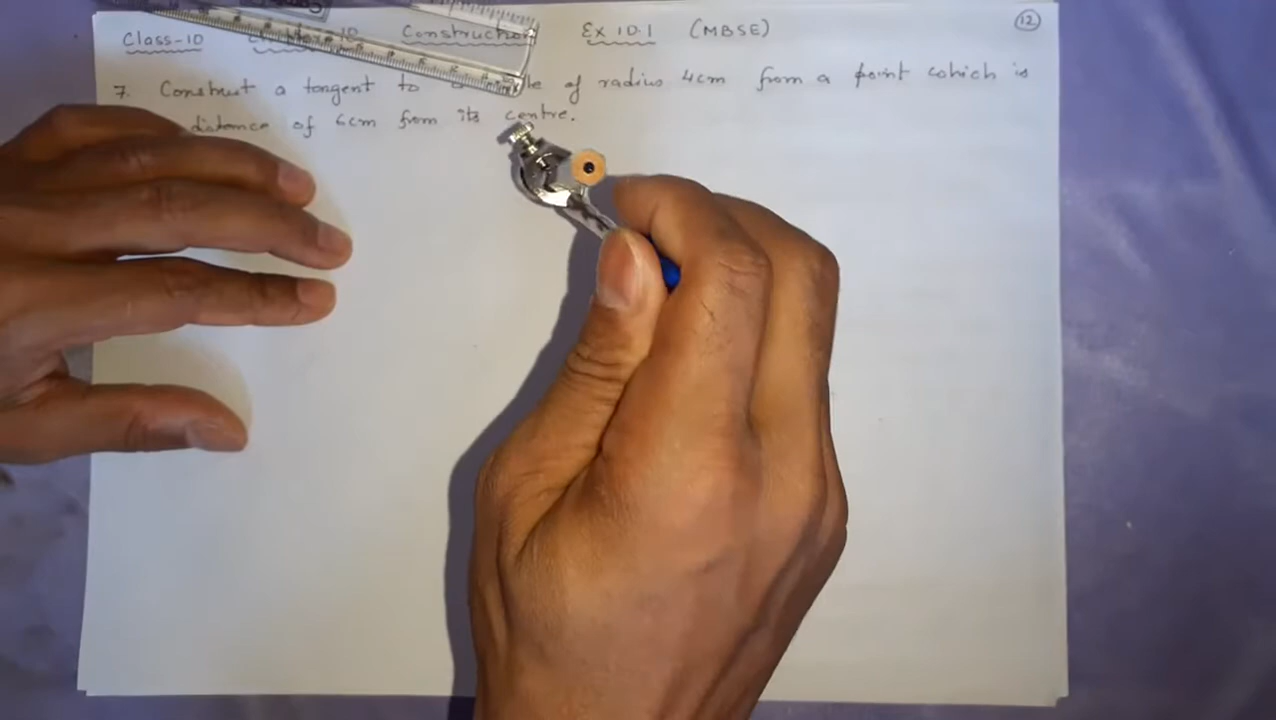 12
Class-10 Construction Ex 10.1 (MBSE)
7. Construct a tangent to of radius 4cm from a point which is
distance of 6cm from its centre.